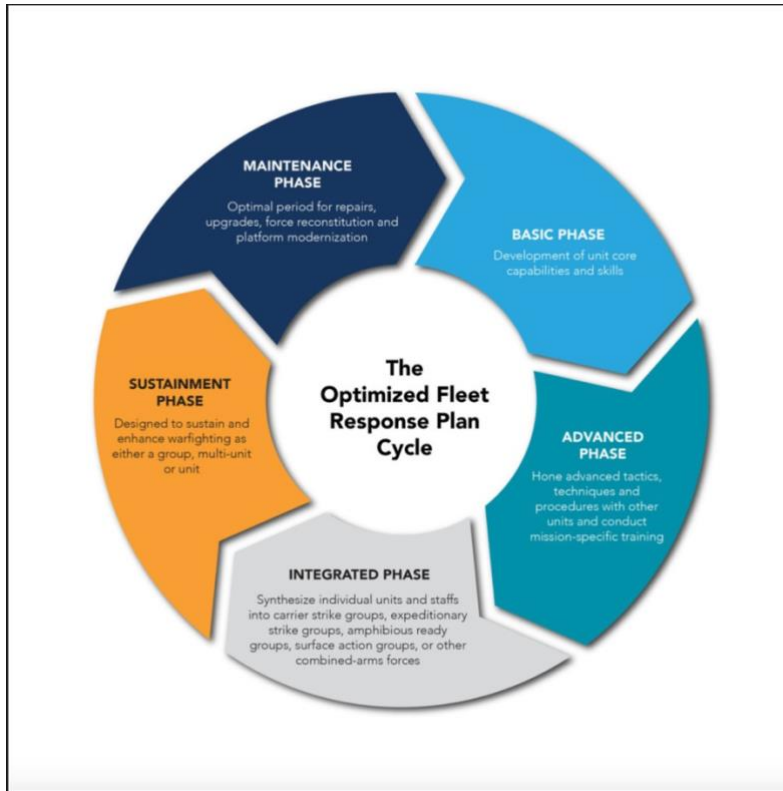 The
Optimized Fleet
Response Plan
Cycle
MAINTENANCE
PHASE
Optimal period for repairs,
upgrades, force reconstitution and
platform modernization
BASIC PHASE
Development of unit core
capabilities and skills
ADVANCED
PHASE
Hone advanced tactics,
techniques and
procedures with other
units and conduct
mission-specific training
INTEGRATED PHASE
Synthesize individual units and staffs
into carrier strike groups, expeditionary
strike groups, amphibious ready
groups, surface action groups, or other
combined-arms forces
SUSTAINMENT
PHASE
Designed to sustain and
enhance warfighting as
either a group, multi-unit
or unit